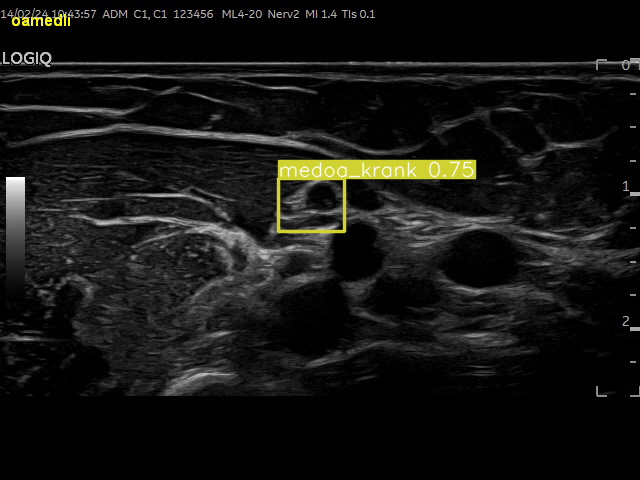 14/02/24 10:43:57 ADM C1, C1 123456 ML4-20 Nerv2 MI 1.4 TIs 0.1
oamedli
LOGIQ
0
medoa_krank 0.75
1
2